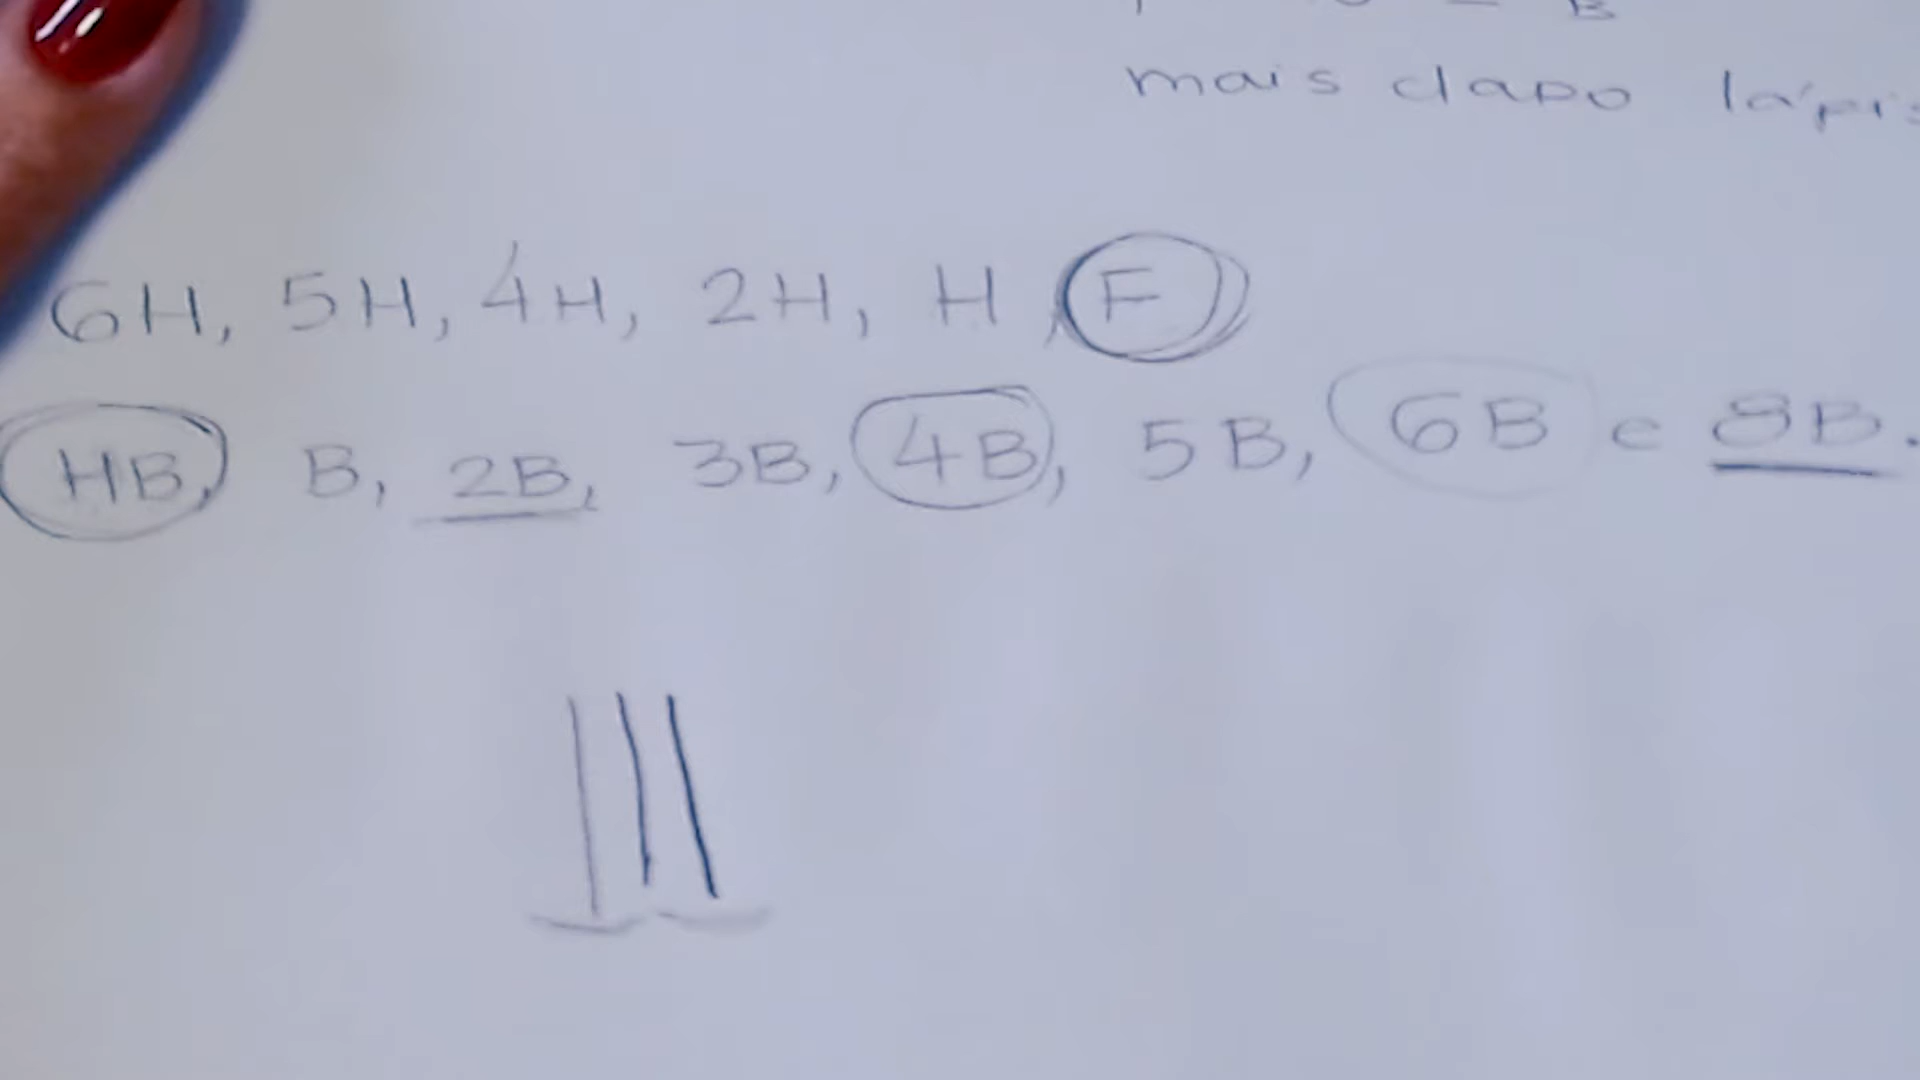 B
mais claro lápis
6H, 5H, 4H, 2H, H, F
HB, B, 2B, 3B, 4B, 5B, 6B e 8B.